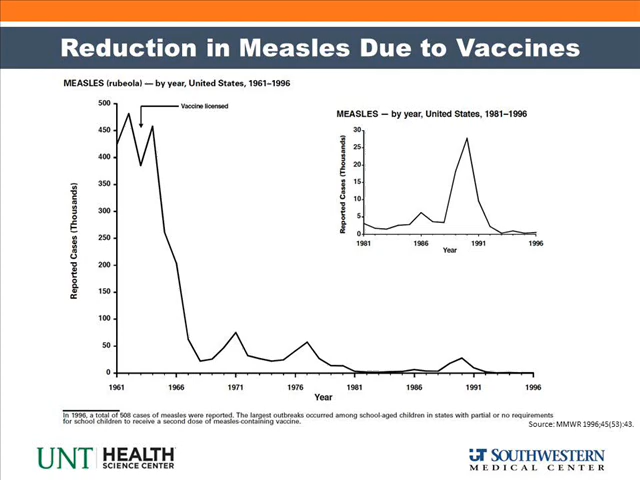 Reduction in Measles Due to Vaccines
MEASLES (rubeola) — by year, United States, 1961–1996
500
Vaccine licensed
450
400
350
300
250
200
150
100
50
0
Reported Cases (Thousands)
1961 1966 1971 1976 1981 1986 1991 1996
Year
MEASLES — by year, United States, 1981–1996
30
25
20
15
10
5
0
Reported Cases (Thousands)
1981 1986 1991 1996
Year
In 1996, a total of 508 cases of measles were reported. The largest outbreaks occurred among school-aged children in states with partial or no requirements
for school children to receive a second dose of measles-containing vaccine.
Source: MMWR 1996;45(53):43.
UNT HEALTH
SCIENCE CENTER
UT SOUTHWESTERN
MEDICAL CENTER